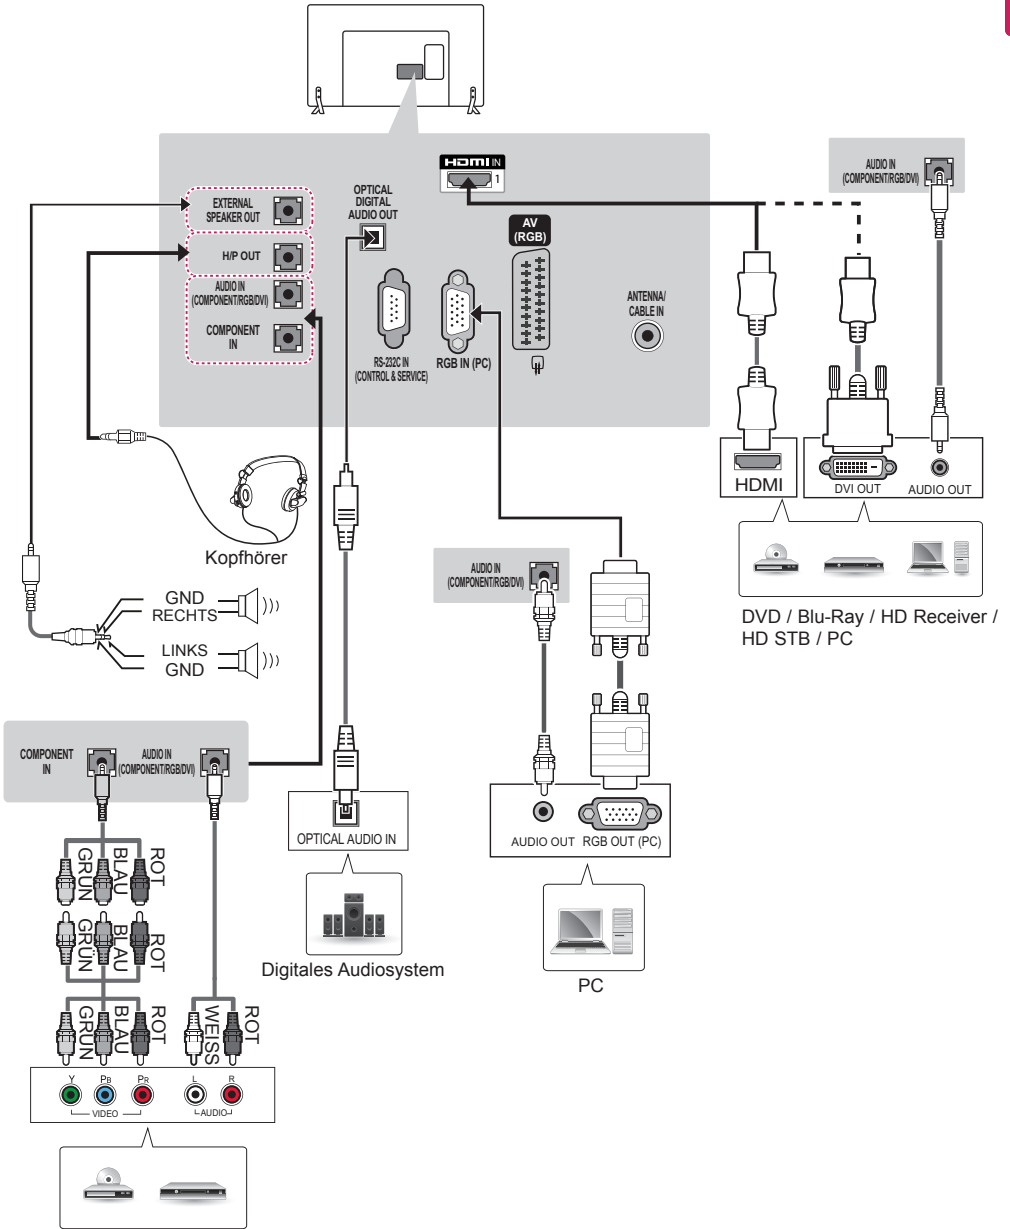 HDMI IN
1
EXTERNAL
SPEAKER OUT
H/P OUT
AUDIO IN
(COMPONENT/RGB/DVI)
COMPONENT
IN
OPTICAL
DIGITAL
AUDIO OUT
RS-232C IN
(CONTROL & SERVICE)
RGB IN (PC)
AV
(RGB)
ANTENNA/
CABLE IN
AUDIO IN
(COMPONENT/RGB/DVI)
HDMI
DVI OUT
AUDIO OUT
DVD / Blu-Ray / HD Receiver /
HD STB / PC
Kopfhörer
GND
RECHTS
LINKS
GND
AUDIO IN
(COMPONENT/RGB/DVI)
AUDIO OUT
RGB OUT (PC)
PC
OPTICAL AUDIO IN
Digitales Audiosystem
COMPONENT
IN
AUDIO IN
(COMPONENT/RGB/DVI)
GRÜN
BLAU
ROT
GRÜN
BLAU
ROT
GRÜN
BLAU
ROT
WEISS
ROT
Y
PB
PR
VIDEO
L
R
AUDIO